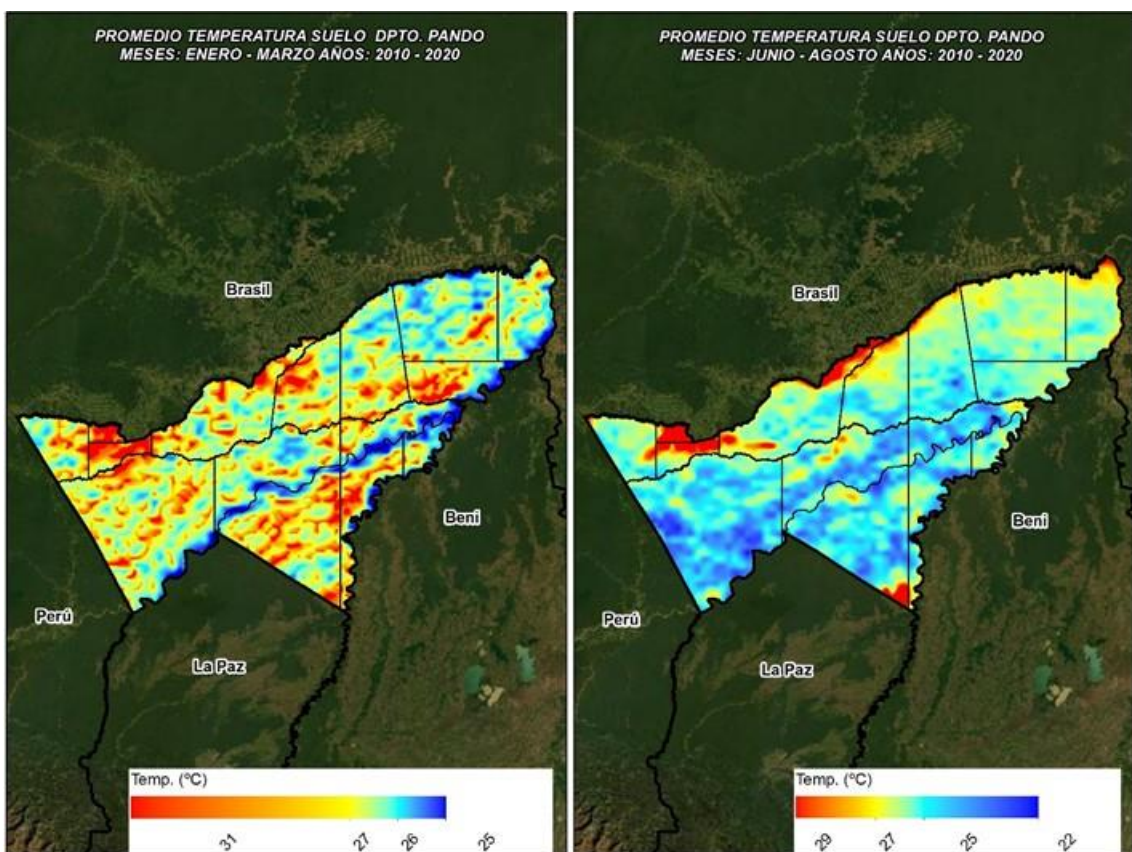 PROMEDIO TEMPERATURA SUELO DPTO. PANDO
MESES: ENERO - MARZO AÑOS: 2010 - 2020
Brasil
Beni
Perú
La Paz
Temp. (ºC)
31
27
26
25
PROMEDIO TEMPERATURA SUELO DPTO. PANDO
MESES: JUNIO - AGOSTO AÑOS: 2010 - 2020
Brasil
Beni
Perú
La Paz
Temp. (ºC)
29
27
25
22